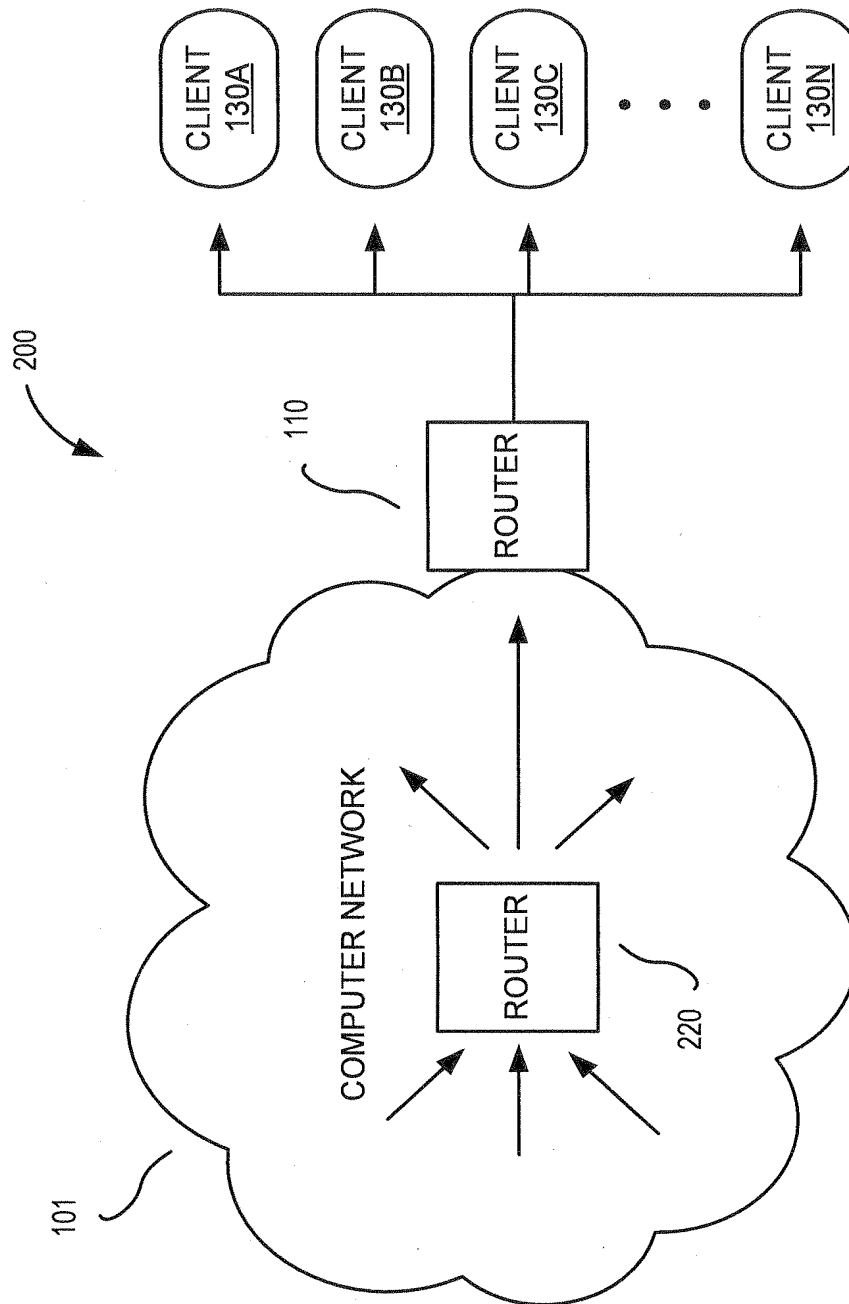 200
101
COMPUTER NETWORK
ROUTER
220
110
ROUTER
CLIENT
130A
CLIENT
130B
CLIENT
130C
CLIENT
130N